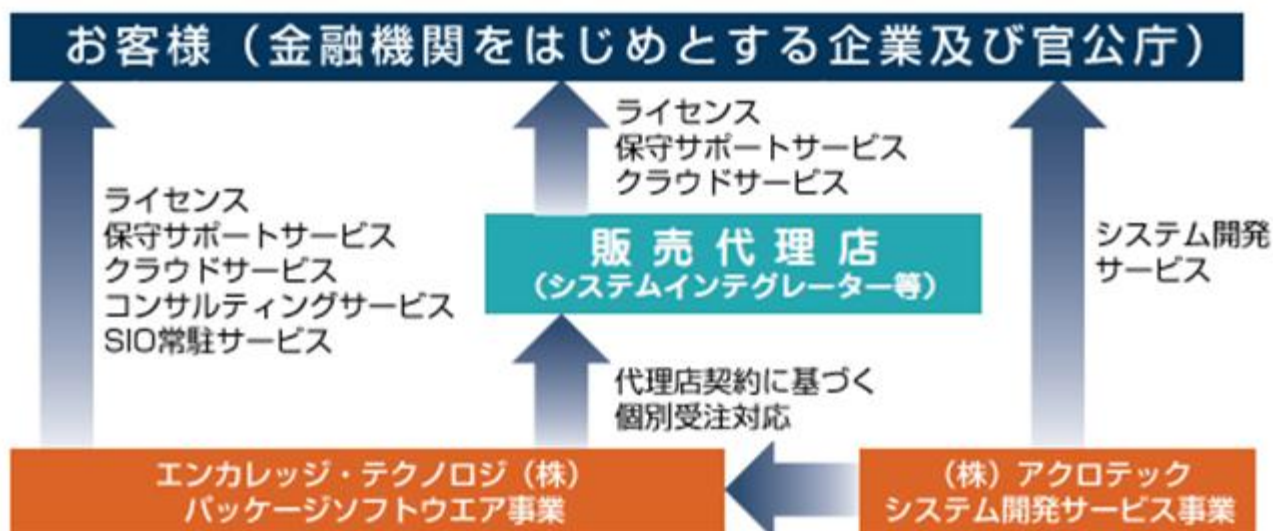 お客様（金融機関をはじめとする企業及び官公庁）
ライセンス
保守サポートサービス
クラウドサービス
ライセンス
保守サポートサービス
クラウドサービス
コンサルティングサービス
SIO常駐サービス
販売代理店
（システムインテグレーター等）
システム開発
サービス
代理店契約に基づく
個別受注対応
エンカレッジ・テクノロジ（株）
パッケージソフトウエア事業
（株）アクロテック
システム開発サービス事業